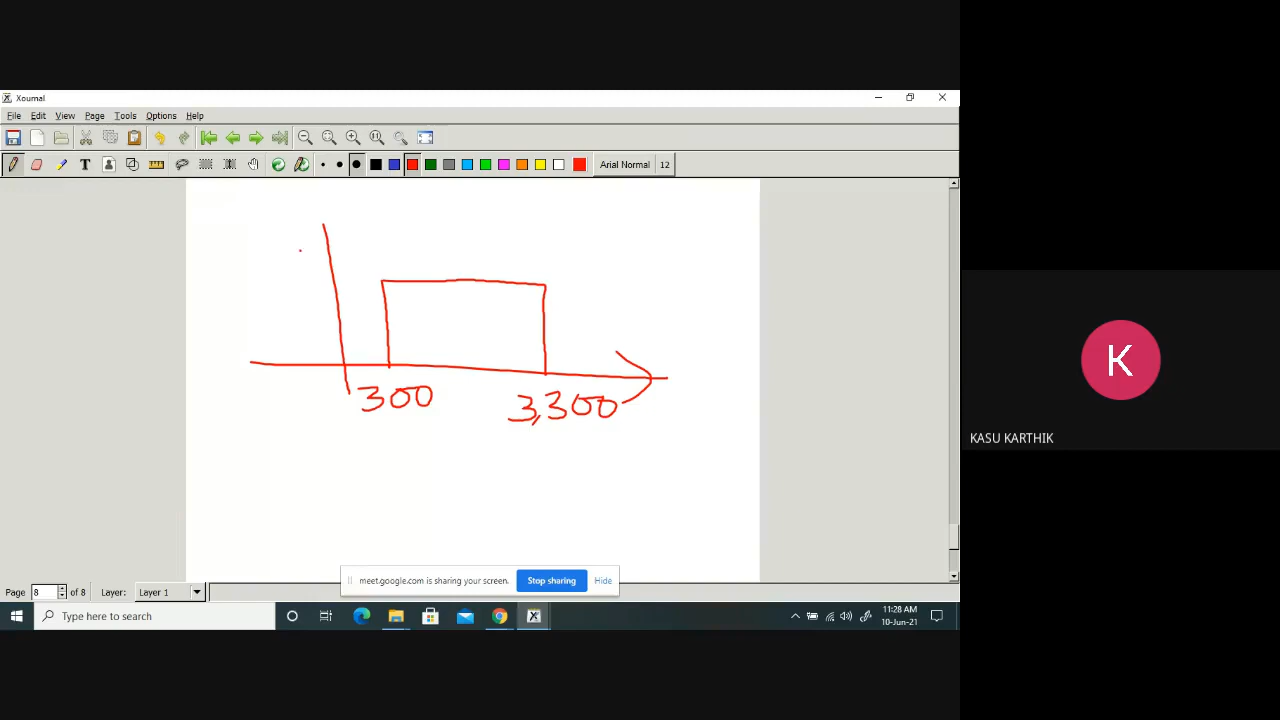 Xournal
File Edit View Page Tools Options Help
T Arial Normal 12
300 3,300
K
KASU KARTHIK
meet.google.com is sharing your screen. Stop sharing Hide
Page 8 of 8 Layer: Layer 1
Type here to search
11:28 AM
10-Jun-21